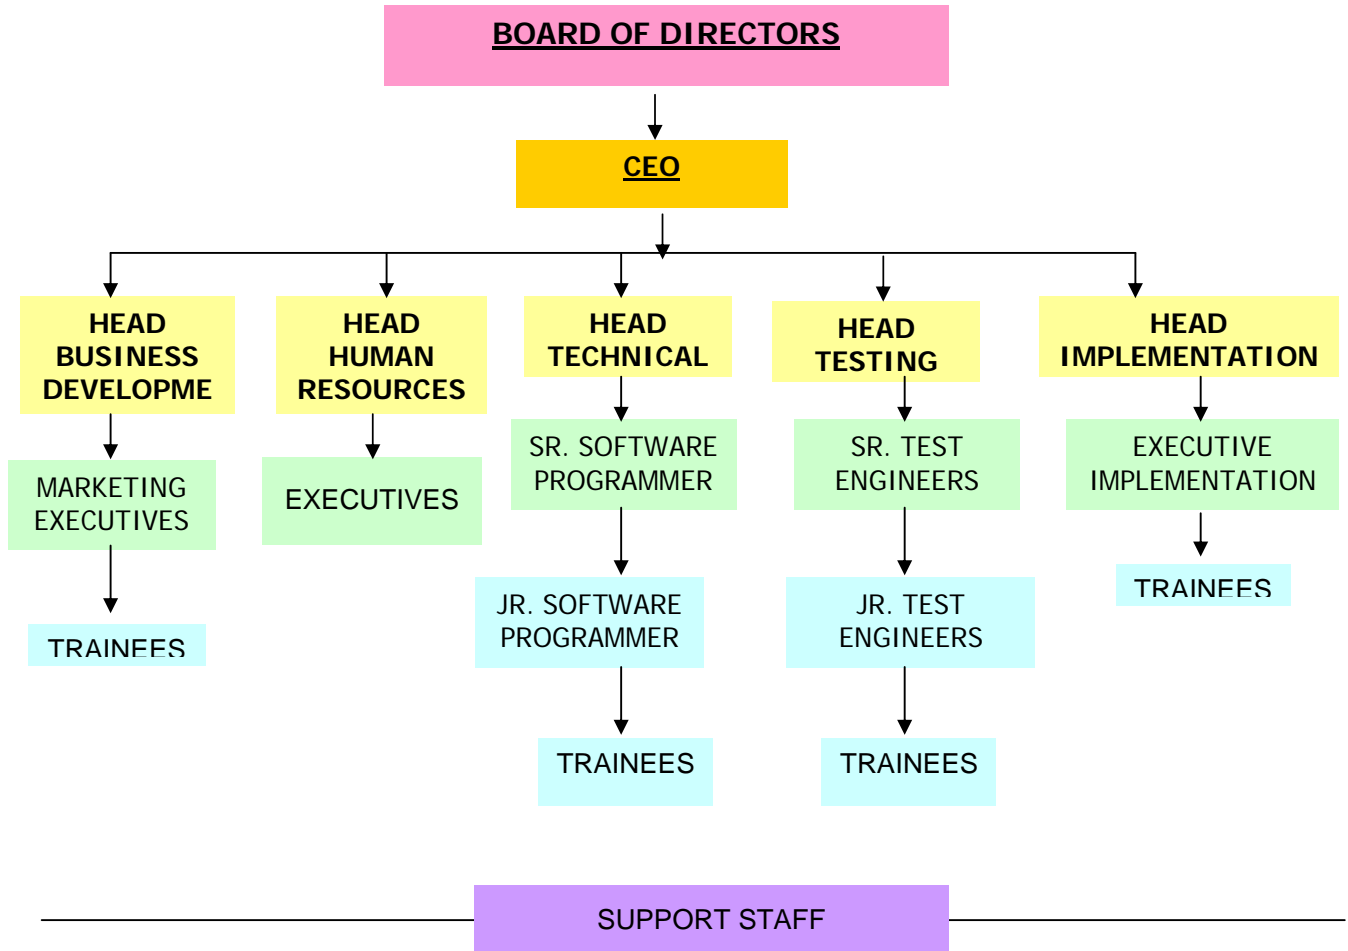 BOARD OF DIRECTORS
CEO
HEAD
BUSINESS
DEVELOPME
HEAD
HUMAN
RESOURCES
HEAD
TECHNICAL
HEAD
TESTING
HEAD
IMPLEMENTATION
MARKETING
EXECUTIVES
EXECUTIVES
SR. SOFTWARE
PROGRAMMER
SR. TEST
ENGINEERS
EXECUTIVE
IMPLEMENTATION
TRAINEES
JR. SOFTWARE
PROGRAMMER
JR. TEST
ENGINEERS
TRAINEES
TRAINEES
TRAINEES
SUPPORT STAFF